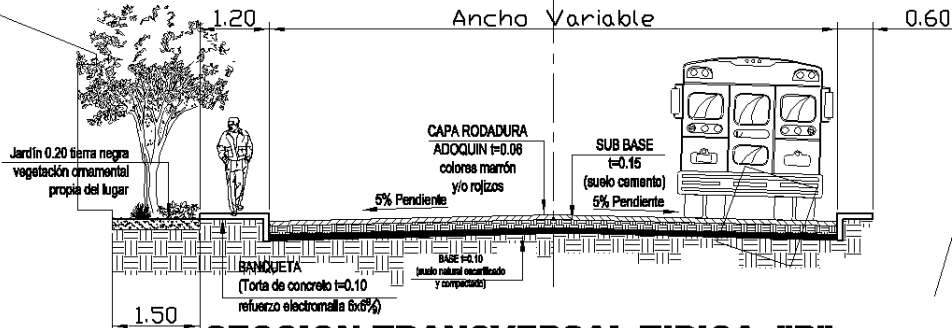 1.20
Ancho Variable
0.60
CAPA RODADURA
ADOQUIN t=0.06
colores marrón
y/o rojizos
SUB BASE
t=0.15
(suelo cemento)
5% Pendiente
Jardín 0.20 tierra negra
vegetación ornamental
propia del lugar
5% Pendiente
BANQUETA
(Torta de concreto t=0.10
refuerzo electromalla 6x6
BASE t=0.10
(suelo natural escarificado
y compactado)
1.50
SECCION TRANSVERSAL TIPICA "B"